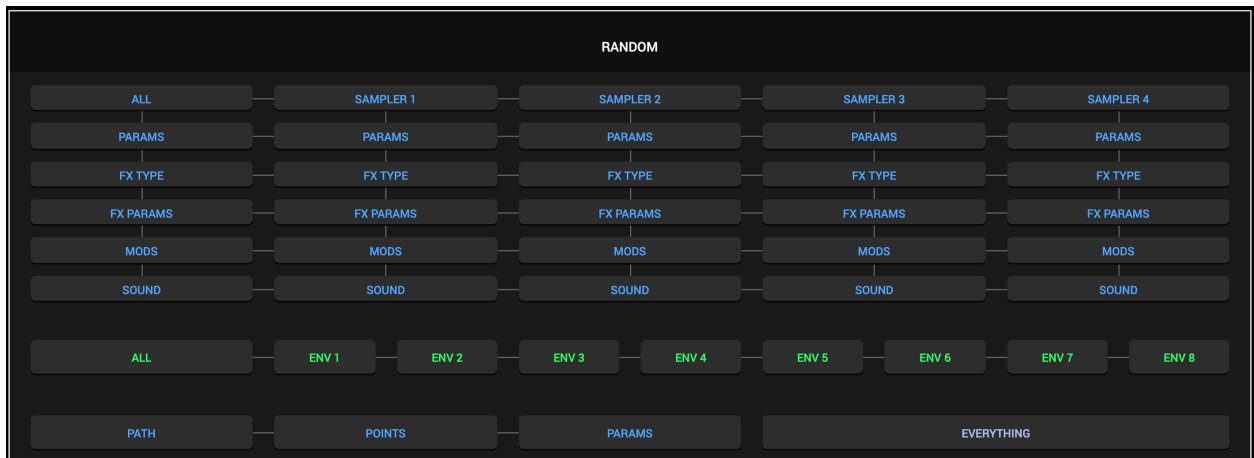 RANDOM
ALL SAMPLER 1 SAMPLER 2 SAMPLER 3 SAMPLER 4
PARAMS PARAMS PARAMS PARAMS PARAMS
FX TYPE FX TYPE FX TYPE FX TYPE FX TYPE
FX PARAMS FX PARAMS FX PARAMS FX PARAMS FX PARAMS
MODS MODS MODS MODS MODS
SOUND SOUND SOUND SOUND SOUND
ALL ENV 1 ENV 2 ENV 3 ENV 4 ENV 5 ENV 6 ENV 7 ENV 8
PATH POINTS PARAMS EVERYTHING